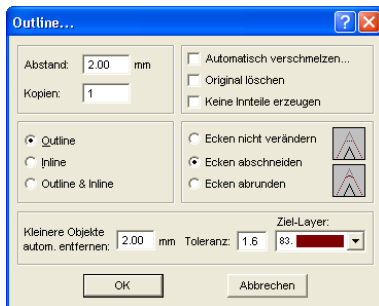 Outline...
Abstand: 2.00 mm
Kopien: 1
Automatisch verschmelzen...
Original löschen
Keine Innteile erzeugen
Outline
Inline
Outline & Inline
Ecken nicht verändern
Ecken abschneiden
Ecken abrunden
Kleinere Objekte
autom. entfernen: 2.00 mm Toleranz: 1.6
Ziel-Layer:
83.
OK
Abbrechen